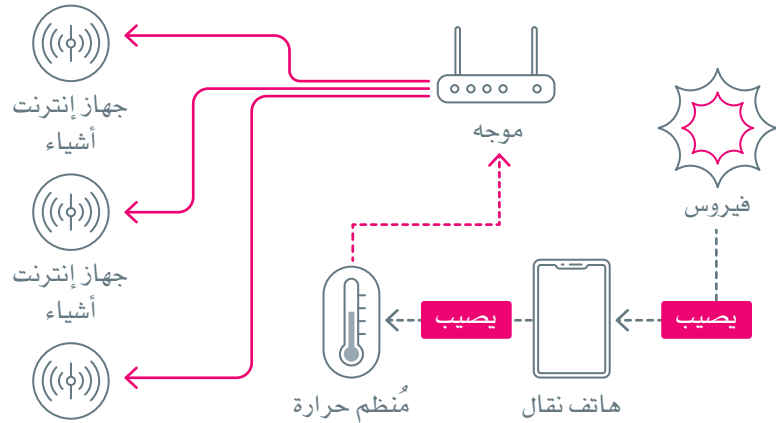 جهاز إنترنت
أشياء
موجه
فيروس
جهاز إنترنت
أشياء
يصيب
يصيب
مُنظم حرارة
هاتف نقال